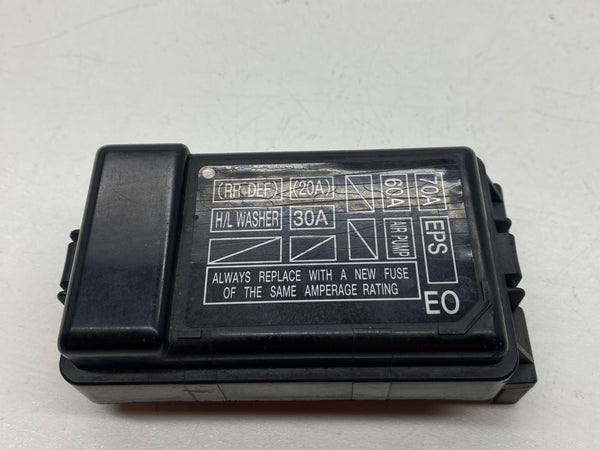 (RR DEF) (20A)
H/L WASHER 30A
60A
AIR PUMP
70A
EPS
ALWAYS REPLACE WITH A NEW FUSE
OF THE SAME AMPERAGE RATING
EO